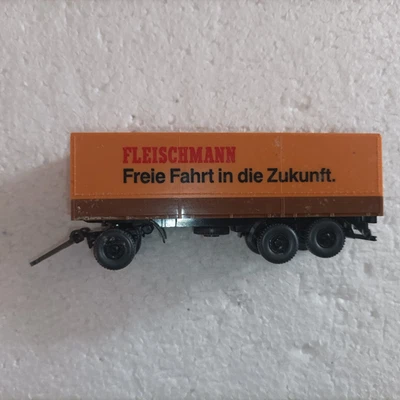 FLEISCHMANN
Freie Fahrt in die Zukunft.